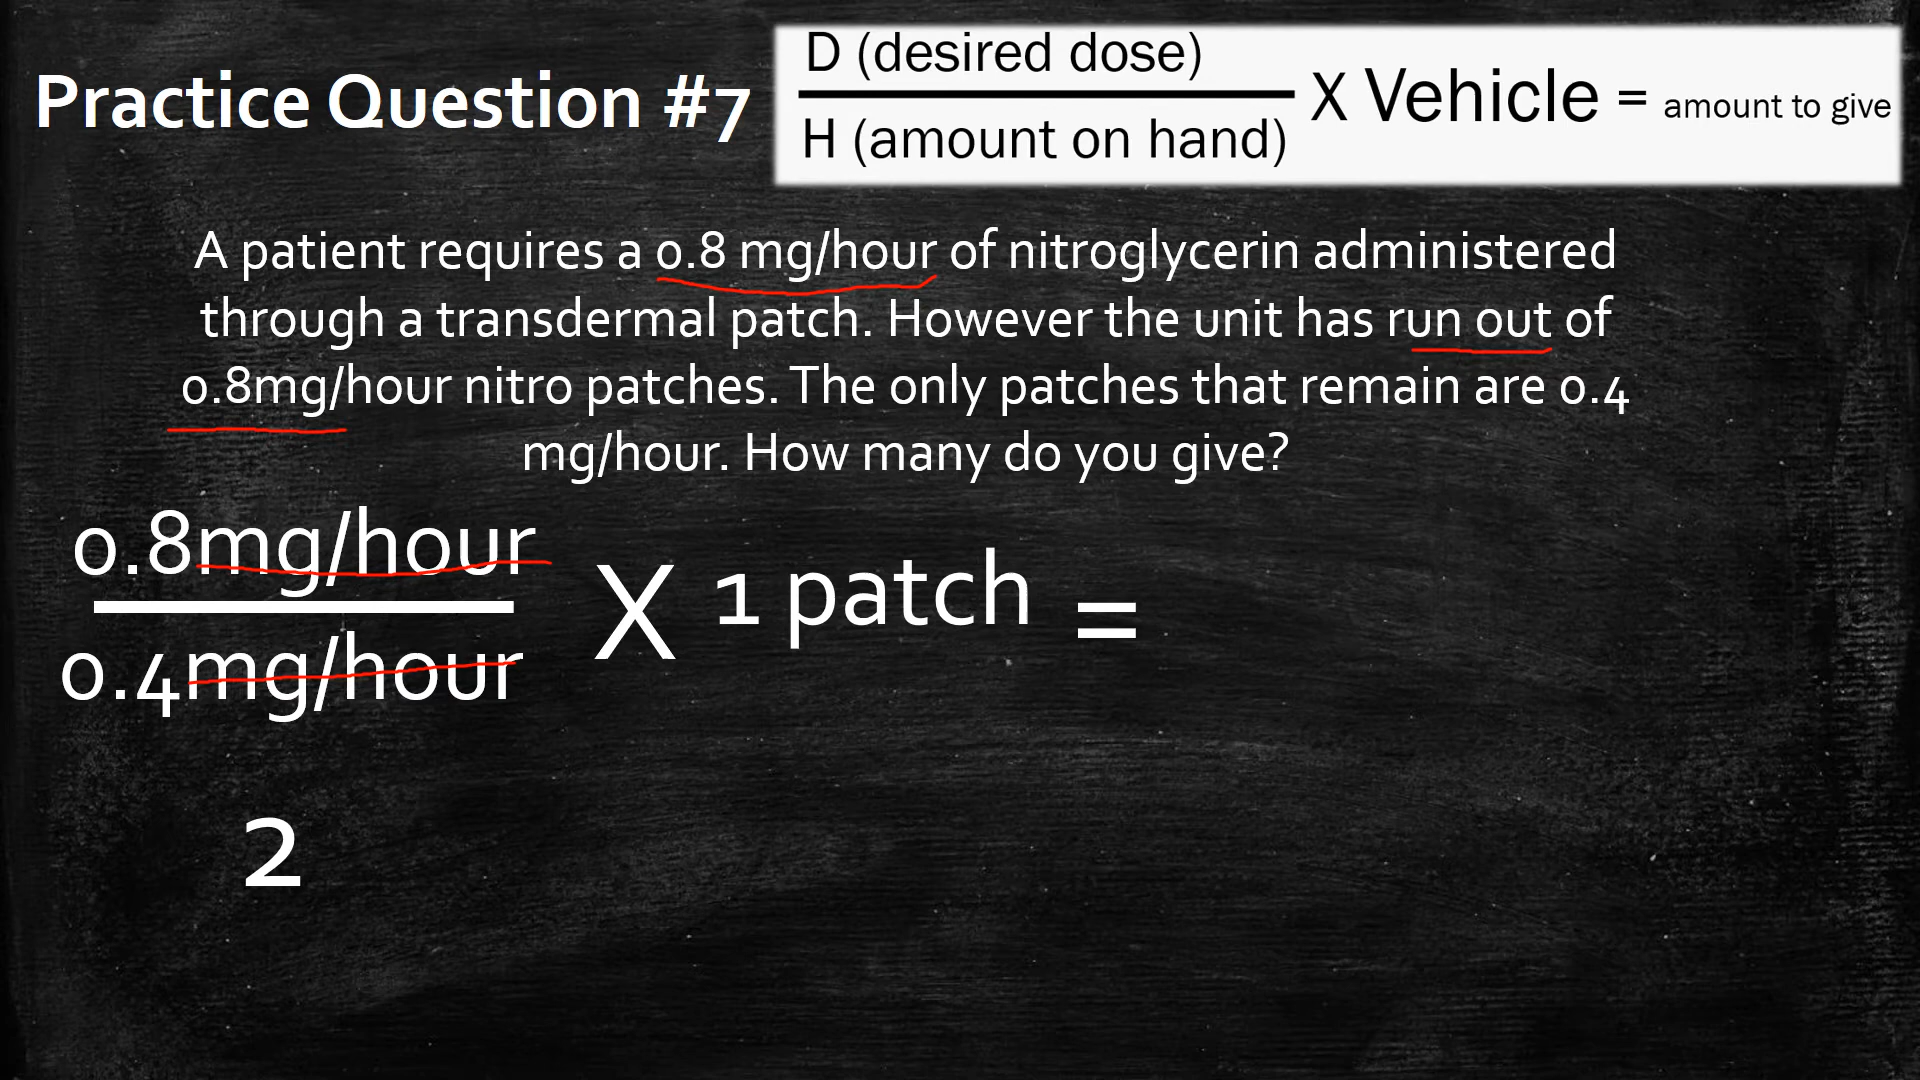 Practice Question #7
D (desired dose)
H (amount on hand)
X Vehicle = amount to give
A patient requires a 0.8 mg/hour of nitroglycerin administered
through a transdermal patch. However the unit has run out of
0.8mg/hour nitro patches. The only patches that remain are 0.4
mg/hour. How many do you give?
0.8mg/hour
0.4mg/hour
X 1 patch =
2